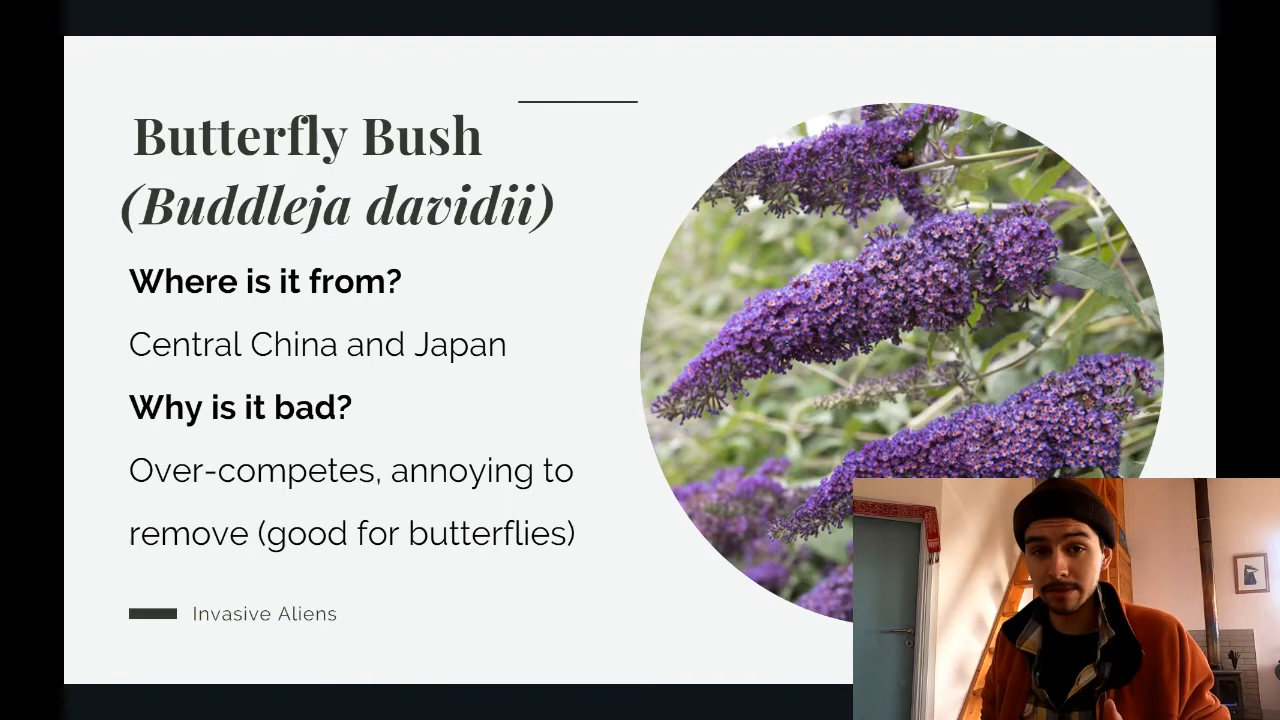 Butterfly Bush
(Buddleja davidii)
Where is it from?
Central China and Japan
Why is it bad?
Over-competes, annoying to
remove (good for butterflies)
Invasive Aliens